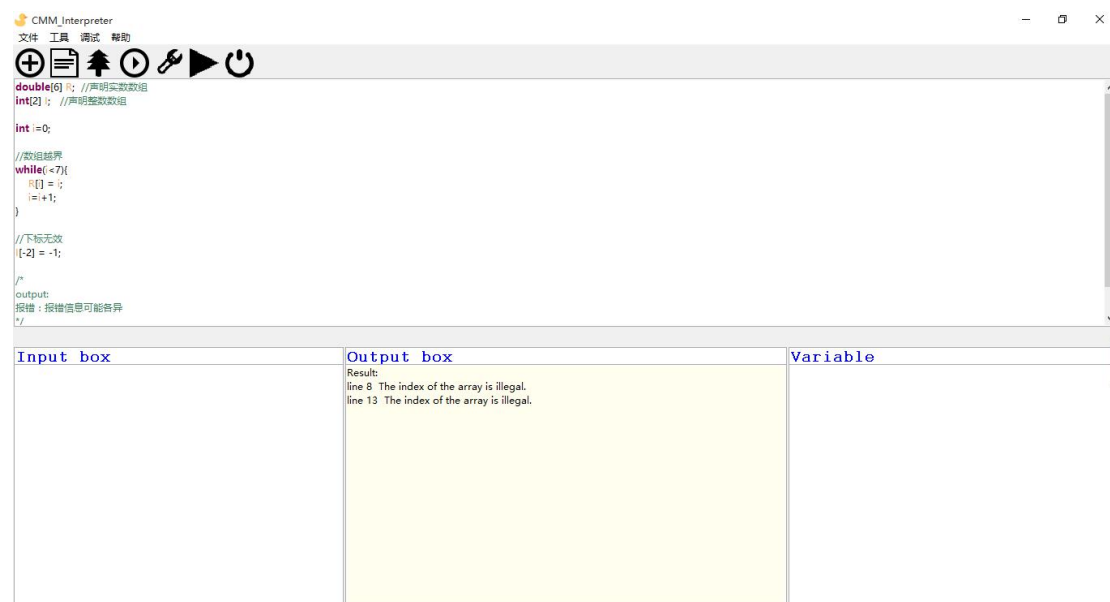 CMM_Interpreter
文件 工具 调试 帮助
double[6] R; //声明实数数组
int[2] I; //声明整数数组
int i=0;
//数组越界
while(i<7){
R[i] = i;
i=i+1;
}
//下标无效
I[-2] = -1;
/*
output:
报错：报错信息可能各异
*/
Input box
Output box
Variable
Result:
line 8 The index of the array is illegal.
line 13 The index of the array is illegal.